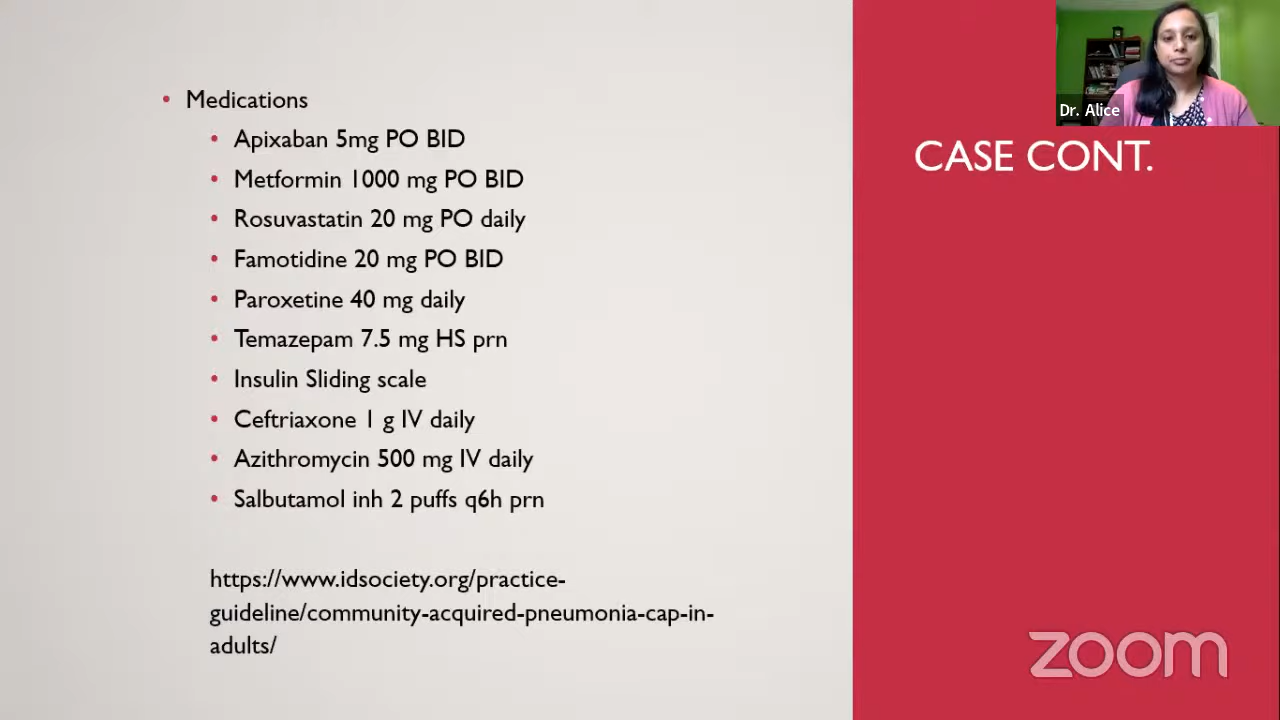 Medications
Apixaban 5mg PO BID
Metformin 1000 mg PO BID
Rosuvastatin 20 mg PO daily
Famotidine 20 mg PO BID
Paroxetine 40 mg daily
Temazepam 7.5 mg HS prn
Insulin Sliding scale
Ceftriaxone 1 g IV daily
Azithromycin 500 mg IV daily
Salbutamol inh 2 puffs q6h prn
https://www.idsociety.org/practice-
guideline/community-acquired-pneumonia-cap-in-
adults/
Dr. Alice
CASE CONT.
zoom